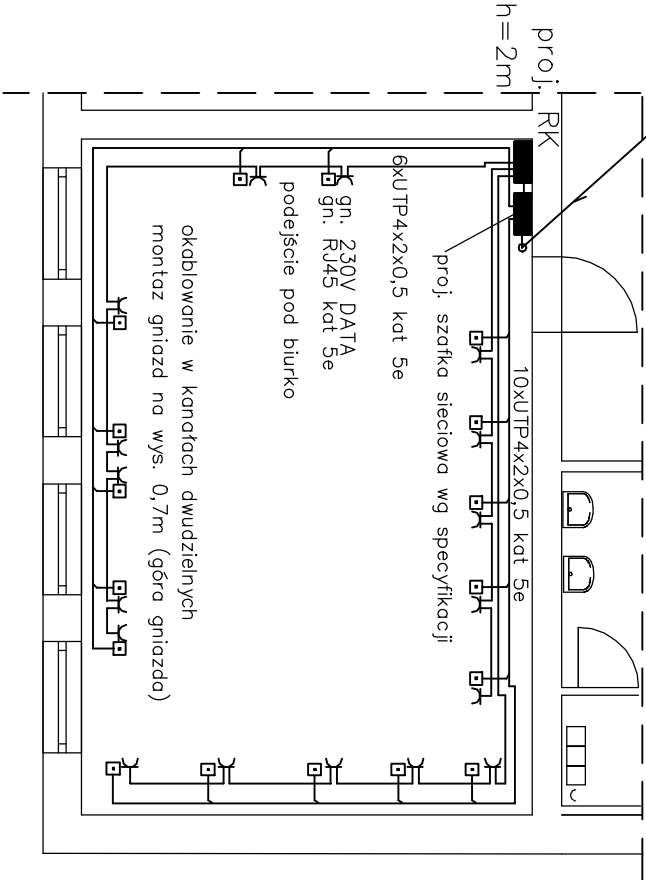 proj. RK
h=2m
10xUTP4x2x0,5 kat 5e
proj. szafka sieciowa wg specyfikacji
6xUTP4x2x0,5 kat 5e
gn. 230V DATA
gn. RJ45 kat 5e
podejście pod biurko
okablowanie w kanałach dwudzielnych
montaz gniazd na wys. 0,7m (góra gniazda)